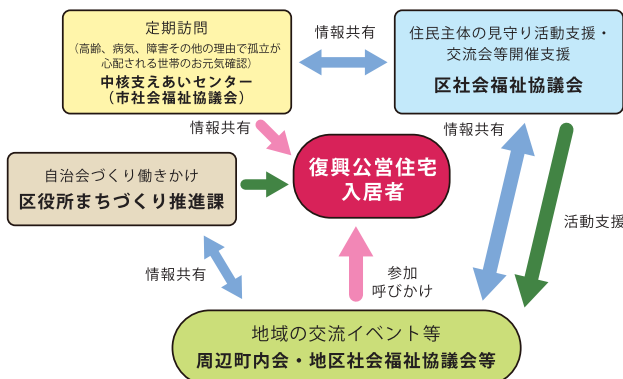 定期訪問
（高齢、病気、障害その他の理由で孤立が
心配される世帯のお元気確認）
中核支えあいセンター
（市社会福祉協議会）
情報共有
住民主体の見守り活動支援・
交流会等開催支援
区社会福祉協議会
情報共有
情報共有
自治会づくり働きかけ
区役所まちづくり推進課
復興公営住宅
入居者
活動支援
情報共有
参加
呼びかけ
地域の交流イベント等
周辺町内会・地区社会福祉協議会等